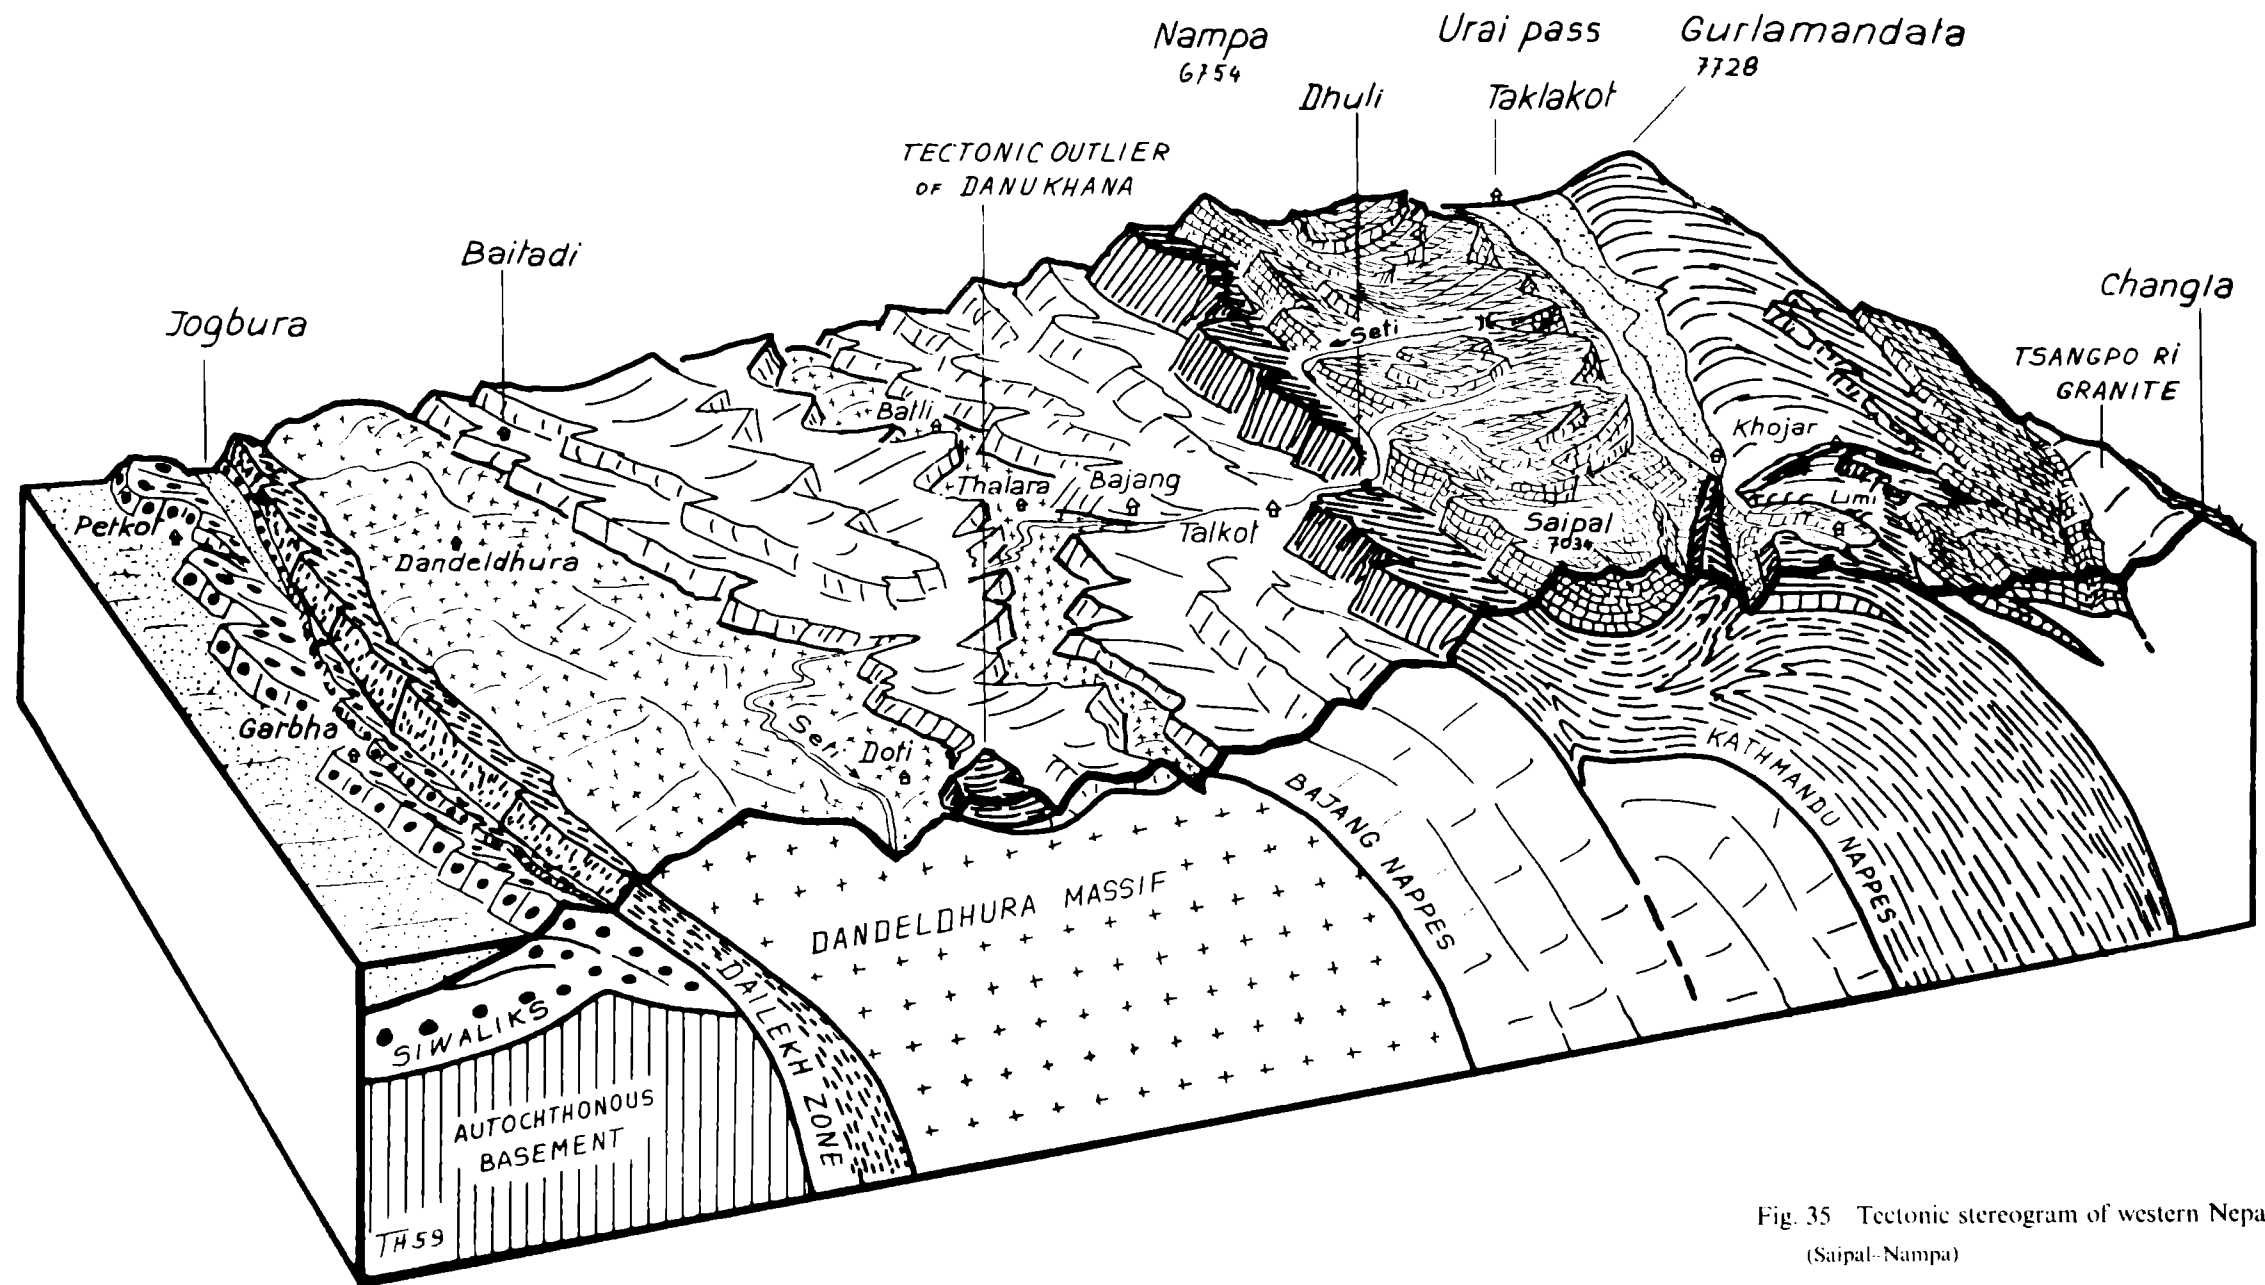 Nampa
6754
Urai pass
Gurlamandata
7728
Dhuli
Taklakot
TECTONIC OUTLIER
OF DANUKHANA
Baitadi
Jogbura
Changla
TSANGPO RI
GRANITE
Seti
Batli
Khojar
Thalara
Bajang
Limi
Petkot
Talkot
Saipal
7034
Dandeldhura
Garbha
Seti
Doti
KATHMANDU NAPPES
BAJANG NAPPES
DANDELDHURA MASSIF
DAILEKH ZONE
SIWALIKS
AUTOCHTHONOUS
BASEMENT
TH59
Fig. 35 Tectonic stereogram of western Nepa
(Saipal-Nampa)